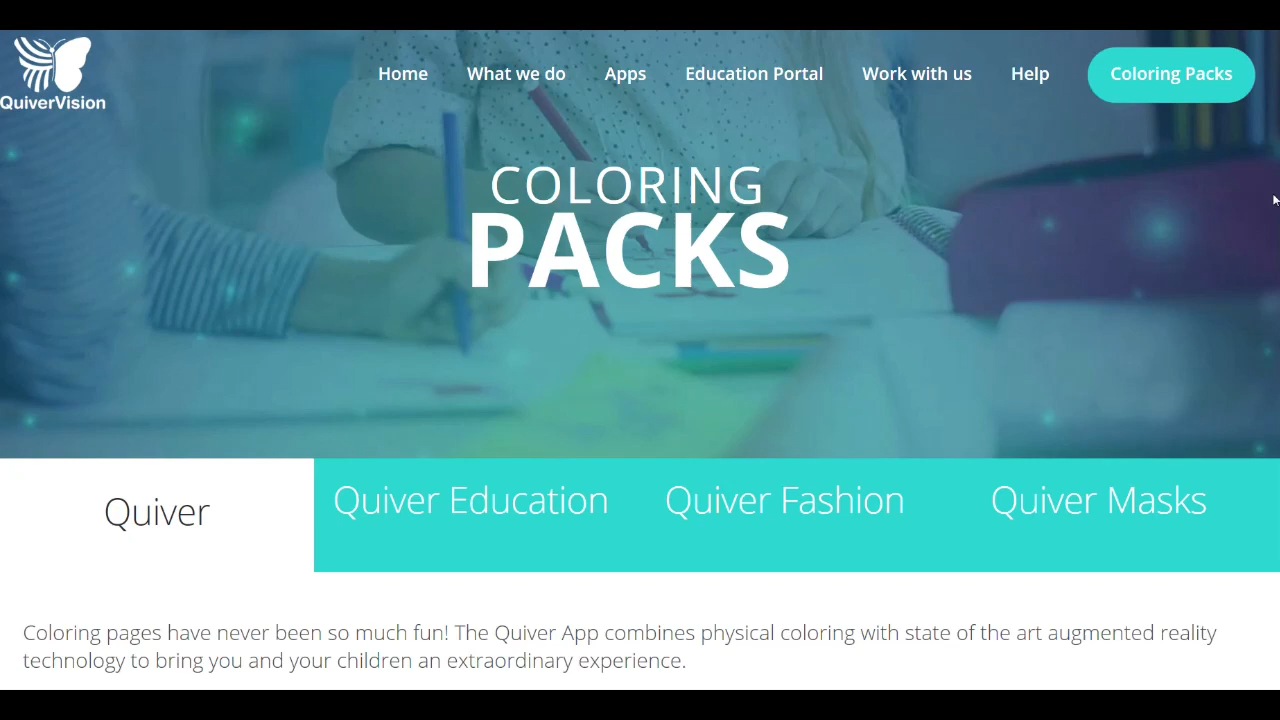 QuiverVision
Home What we do Apps Education Portal Work with us Help Coloring Packs
COLORING
PACKS
Quiver Quiver Education Quiver Fashion Quiver Masks
Coloring pages have never been so much fun! The Quiver App combines physical coloring with state of the art augmented reality
technology to bring you and your children an extraordinary experience.